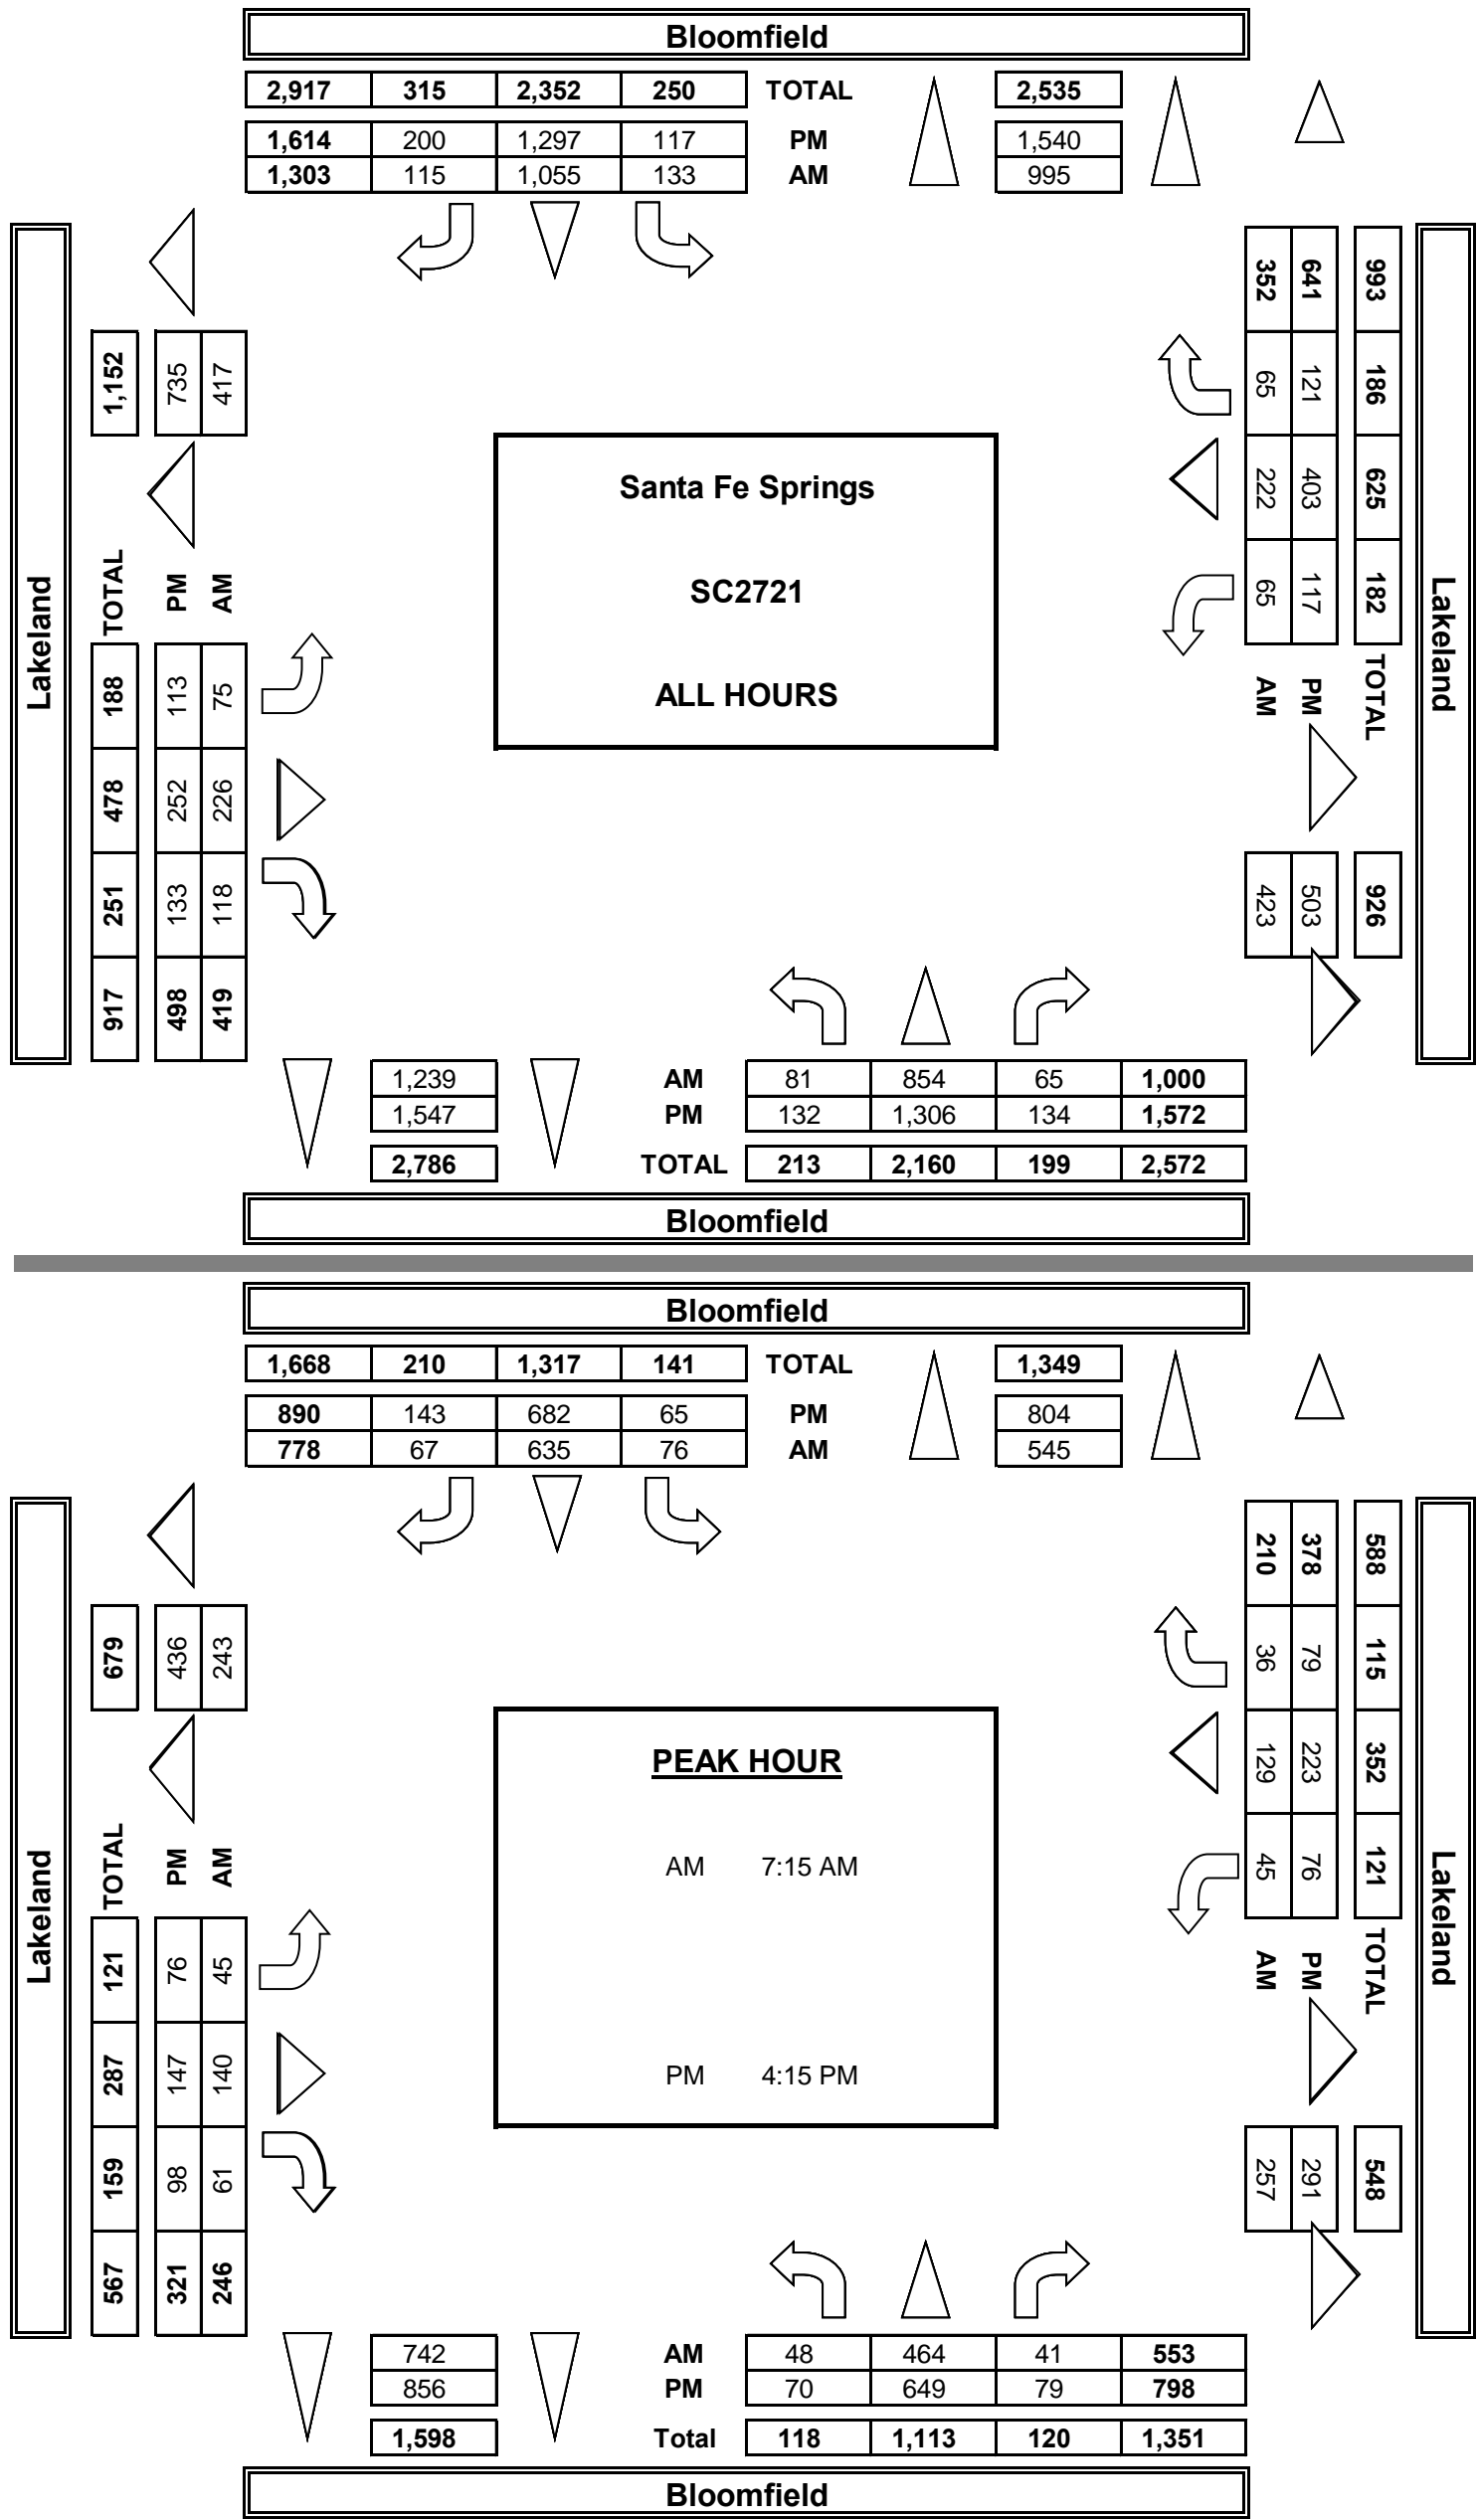 Bloomfield
2,917 315 2,352 250 TOTAL 2,535
1,614 200 1,297 117 PM 1,540
1,303 115 1,055 133 AM 995
Lakeland
1,152
735
417
TOTAL
PM
AM
188 478 251 917
113 252 133 498
75 226 118 419
Santa Fe Springs
SC2721
ALL HOURS
993 186 625 182 TOTAL
641 121 403 117 PM
352 65 222 65 AM
926
503
423
Lakeland
1,239 AM 81 854 65 1,000
1,547 PM 132 1,306 134 1,572
2,786 TOTAL 213 2,160 199 2,572
Bloomfield
Bloomfield
1,668 210 1,317 141 TOTAL 1,349
890 143 682 65 PM 804
778 67 635 76 AM 545
Lakeland
679
436
243
TOTAL
PM
AM
121 287 159 567
76 147 98 321
45 140 61 246
PEAK HOUR
AM 7:15 AM
PM 4:15 PM
588 115 352 121 TOTAL
378 79 223 76 PM
210 36 129 45 AM
548
291
257
Lakeland
742 AM 48 464 41 553
856 PM 70 649 79 798
1,598 Total 118 1,113 120 1,351
Bloomfield